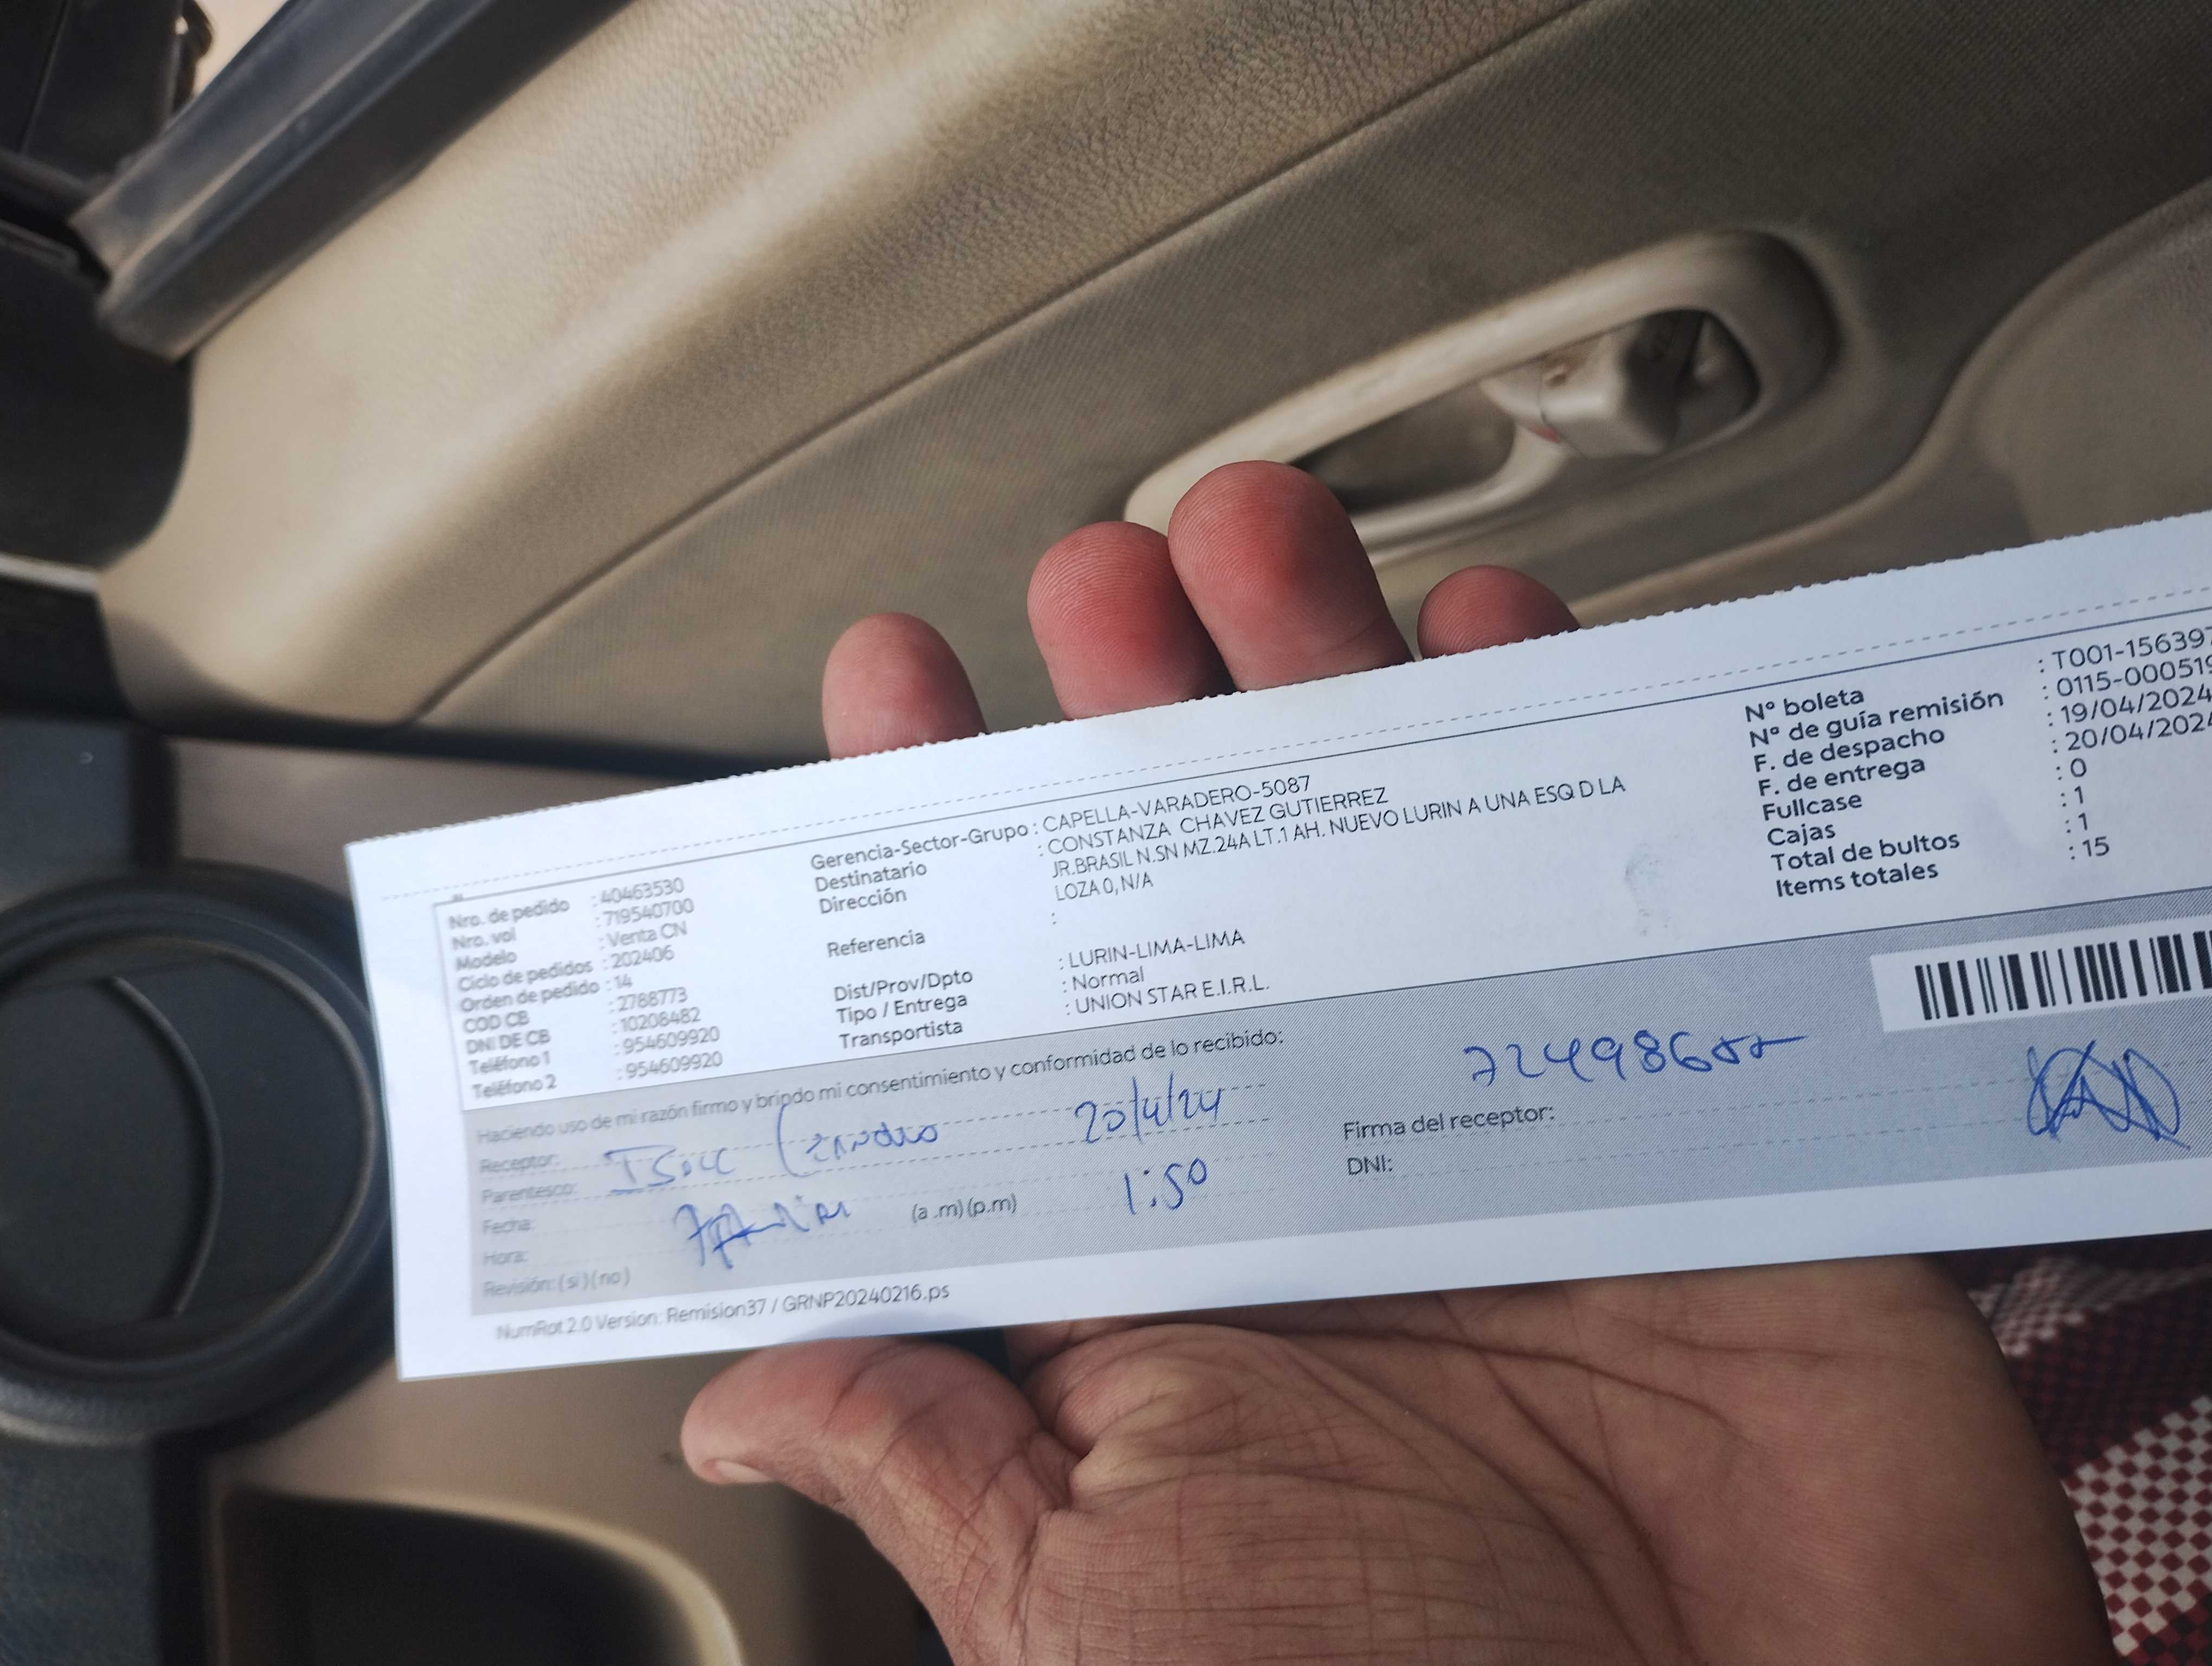 Nro. de pedido : 40463530
Nro. vol : 719540700
Modelo : Venta CN
Ciclo de pedidos : 202406
Orden de pedido : 14
COD CB : 2788773
DNI DE CB : 10208482
Teléfono 1 : 954609920
Teléfono 2 : 954609920
Gerencia-Sector-Grupo : CAPELLA-VARADERO-5087
Destinatario : CONSTANZA CHAVEZ GUTIERREZ
Dirección JR.BRASIL N.SN MZ.24A LT.1 AH. NUEVO LURIN A UNA ESQ D LA
LOZA 0, N/A
Referencia :
Dist/Prov/Dpto : LURIN-LIMA-LIMA
Tipo / Entrega : Normal
Transportista : UNION STAR E.I.R.L.
Nº boleta : T001-156397
Nº de guía remisión : 0115-000519
F. de despacho : 19/04/2024
F. de entrega : 20/04/2024
Fullcase : 0
Cajas : 1
Total de bultos : 1
Items totales : 15
Haciendo uso de mi razón firmo y brindo mi consentimiento y conformidad de lo recibido:
Receptor:
Parentesco:
20/4/24
Fecha:
Hora: (a .m) (p.m) 1:50
Revisión: (si) (no)
Firma del receptor:
DNI:
NumRot 2.0 Version: Remision37 / GRNP20240216.ps